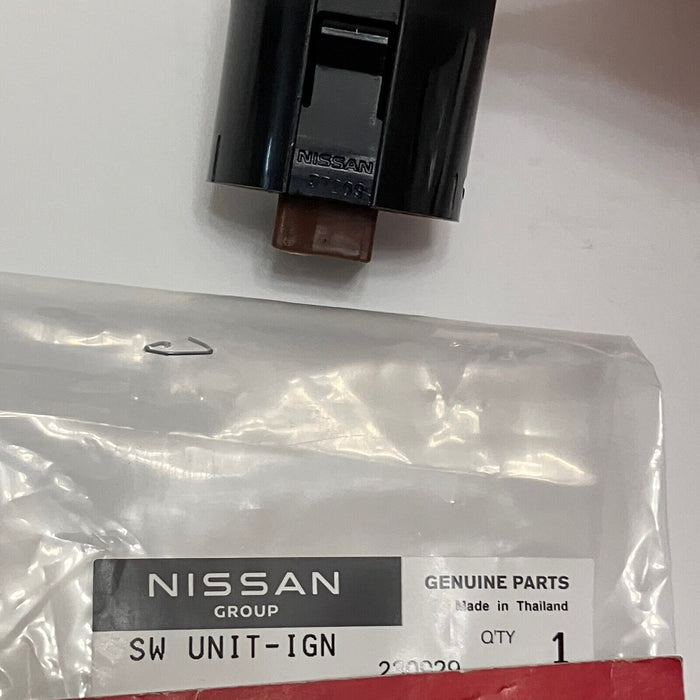 NISSAN
NISSAN
GROUP
GENUINE PARTS
Made in Thailand
SW UNIT-IGN
Q'TY 1